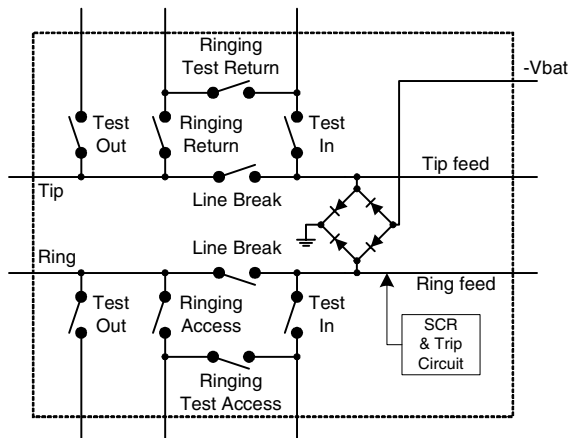 Ringing
Test Return
-Vbat
Test
Out
Ringing
Return
Test
In
Tip
Line Break
Tip feed
Ring
Line Break
Ring feed
Test
Out
Ringing
Access
Test
In
SCR
& Trip
Circuit
Ringing
Test Access